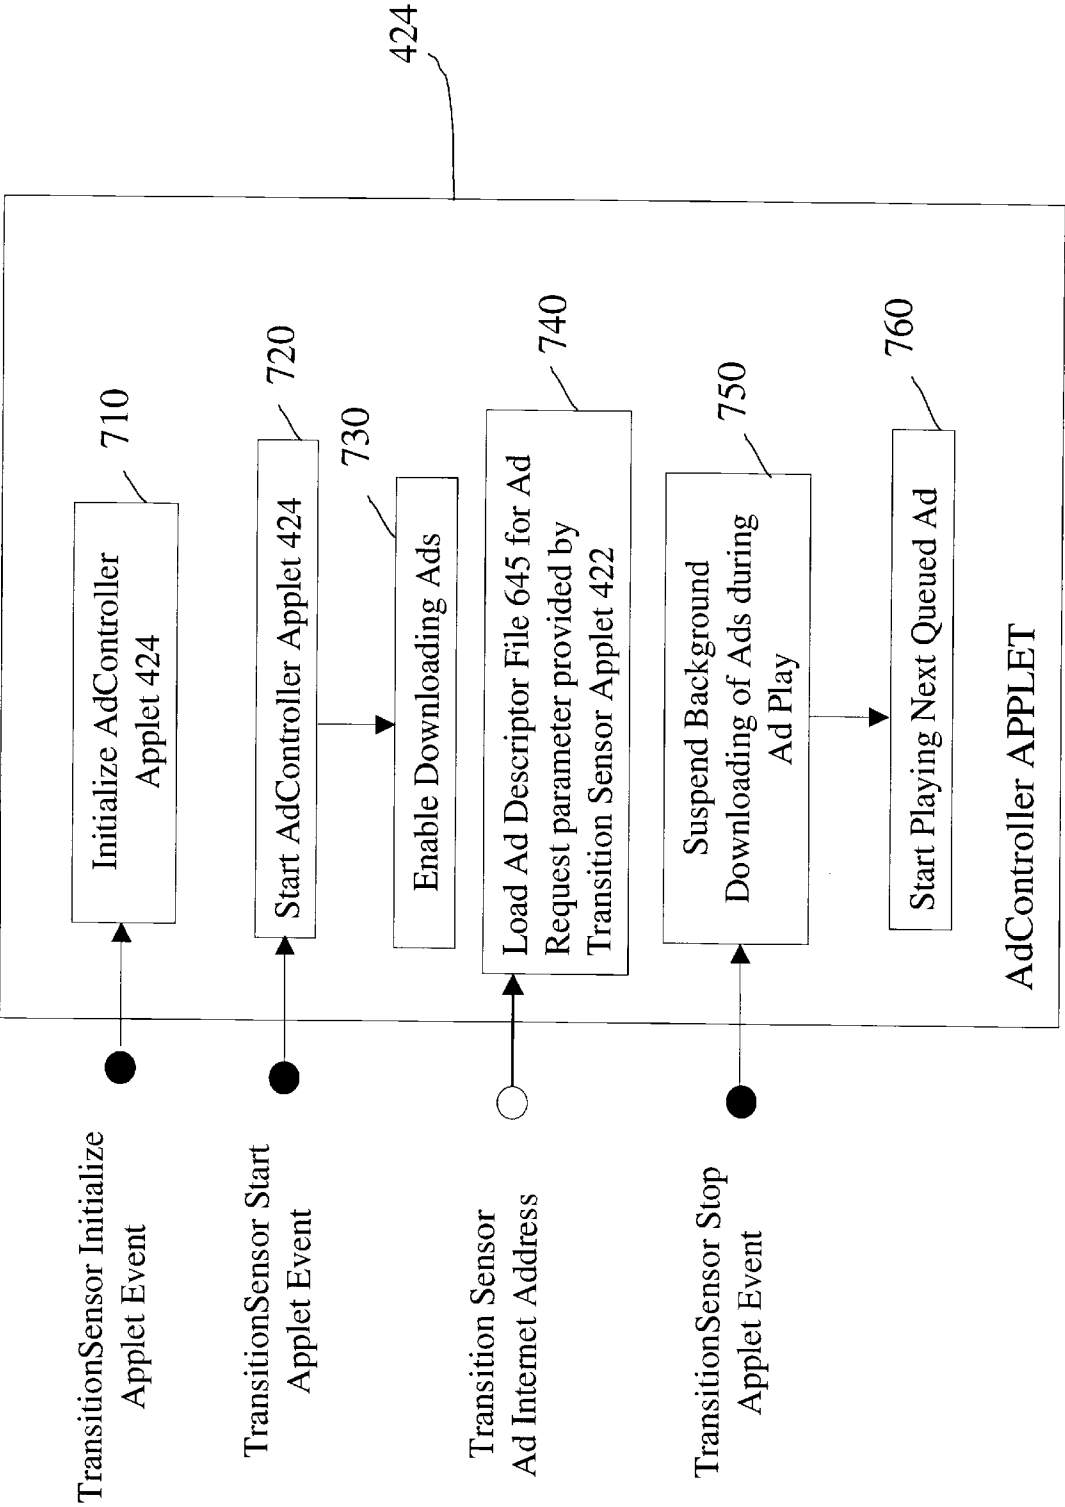 424
TransitionSensor Initialize
Applet Event
Initialize AdController
Applet 424
710
TransitionSensor Start
Applet Event
Start AdController Applet 424
720
Enable Downloading Ads
730
Transition Sensor
Ad Internet Address
Load Ad Descriptor File 645 for Ad
Request parameter provided by
Transition Sensor Applet 422
740
TransitionSensor Stop
Applet Event
Suspend Background
Downloading of Ads during
Ad Play
750
Start Playing Next Queued Ad
760
AdController APPLET